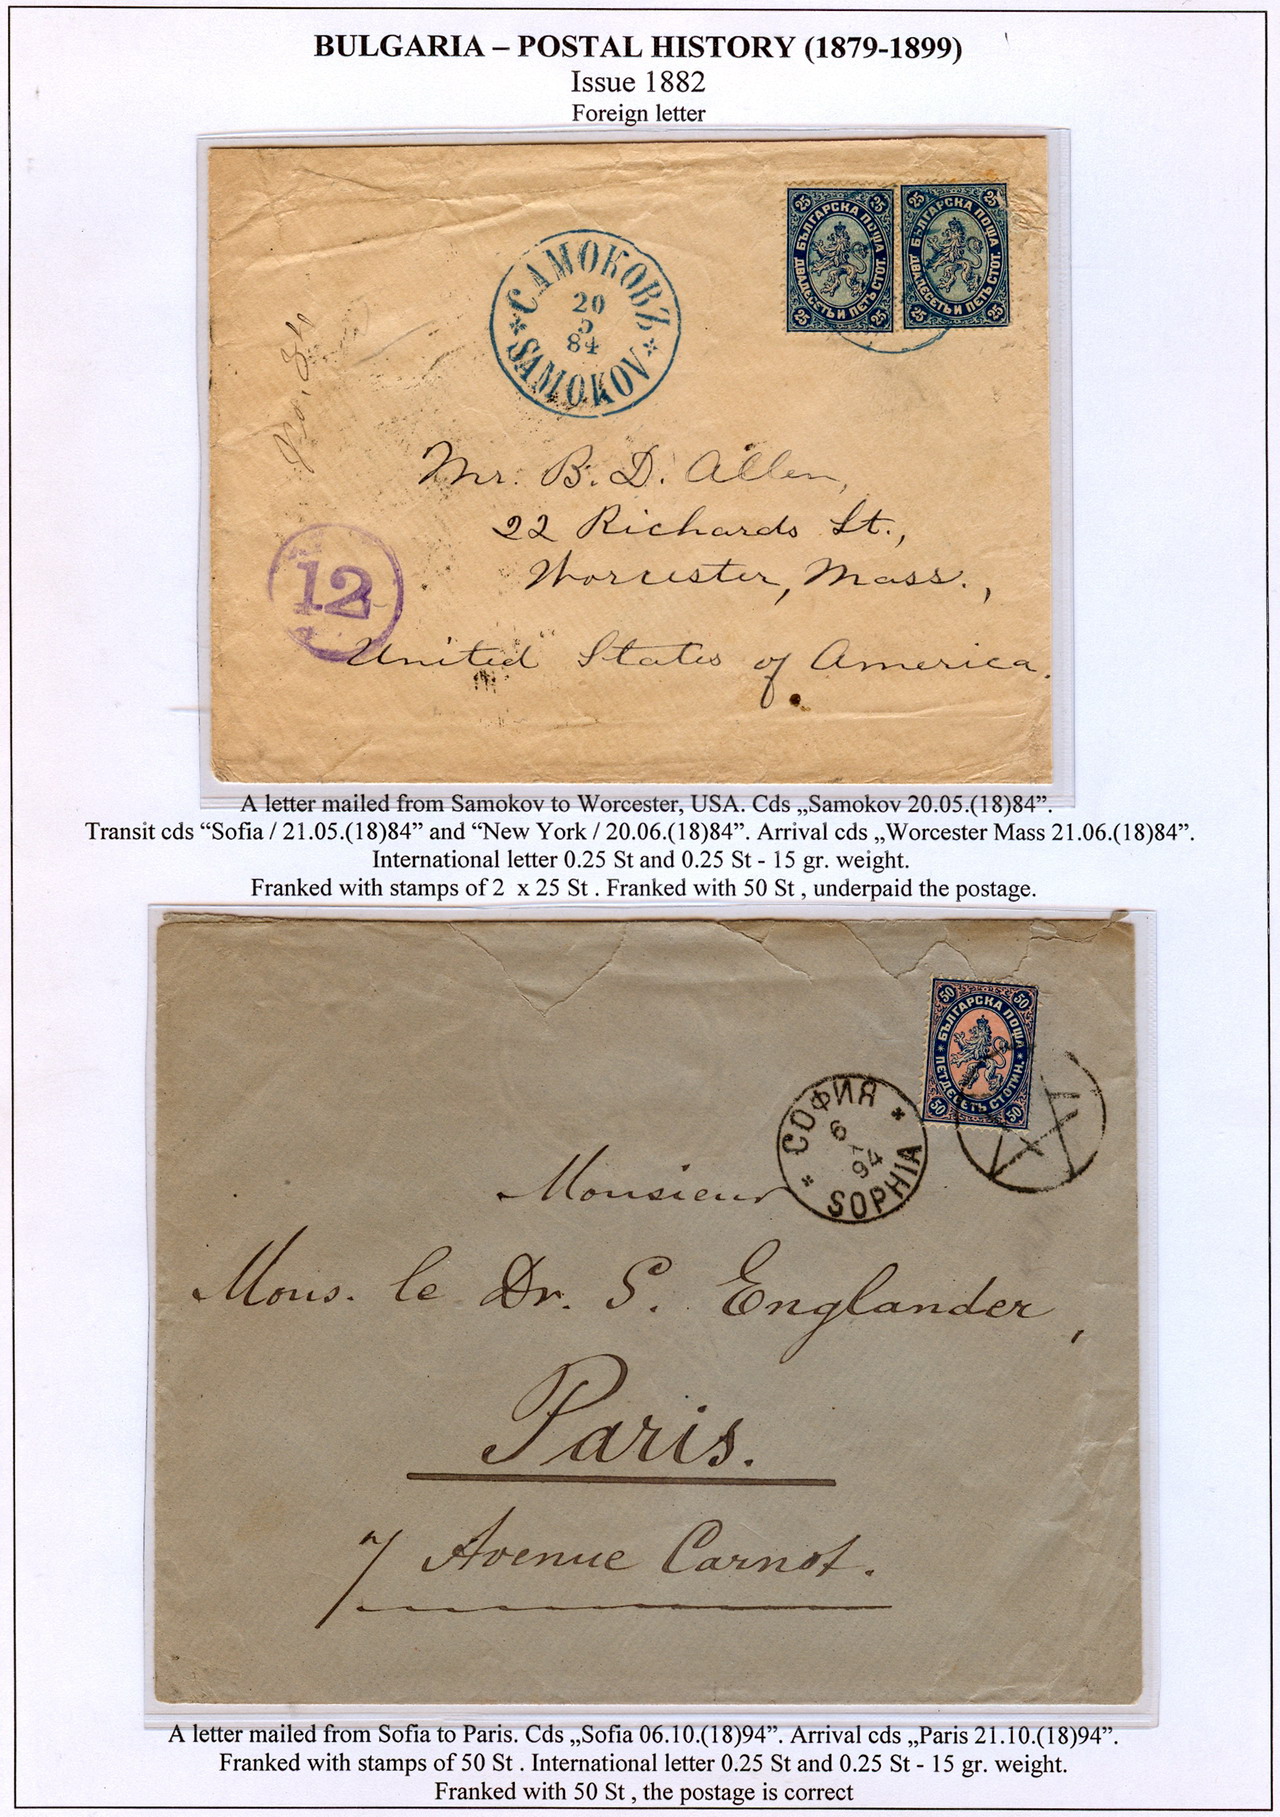 BULGARIA – POSTAL HISTORY (1879-1899)
Issue 1882
Foreign letter
25 25 25 25
БЪЛГАРСКА ПОЩА
ДВАДЕСЕТЬ И ПЕТЬ СТОТ.
25 25 25 25
БЪЛГАРСКА ПОЩА
ДВАДЕСЕТЬ И ПЕТЬ СТОТ.
САМОКОВЪ
20
5
84
SAMOKOV
Mr. B. D. Allen,
22 Richards St.,
Worcester, Mass.,
12
United States of America.
A letter mailed from Samokov to Worcester, USA. Cds „Samokov 20.05.(18)84”.
Transit cds “Sofia / 21.05.(18)84” and “New York / 20.06.(18)84”. Arrival cds „Worcester Mass 21.06.(18)84”.
International letter 0.25 St and 0.25 St - 15 gr. weight.
Franked with stamps of 2 x 25 St . Franked with 50 St , underpaid the postage.
50 50 50 50
БЪЛГАРСКА ПОЩА
ПЕТДЕСЕТЬ СТОТИН.
СОФИЯ
6
94
SOPHIA
Monsieur
Mons. le Dr. S. Englander,
Paris.
7 Avenue Carnot.
A letter mailed from Sofia to Paris. Cds „Sofia 06.10.(18)94”. Arrival cds „Paris 21.10.(18)94”.
Franked with stamps of 50 St . International letter 0.25 St and 0.25 St - 15 gr. weight.
Franked with 50 St , the postage is correct